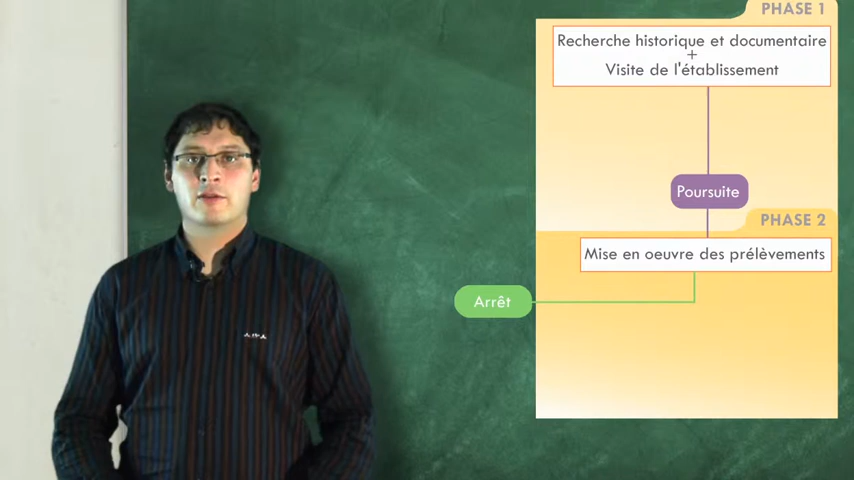 PHASE 1
Recherche historique et documentaire
+
Visite de l'établissement
Poursuite
PHASE 2
Mise en oeuvre des prélèvements
Arrêt